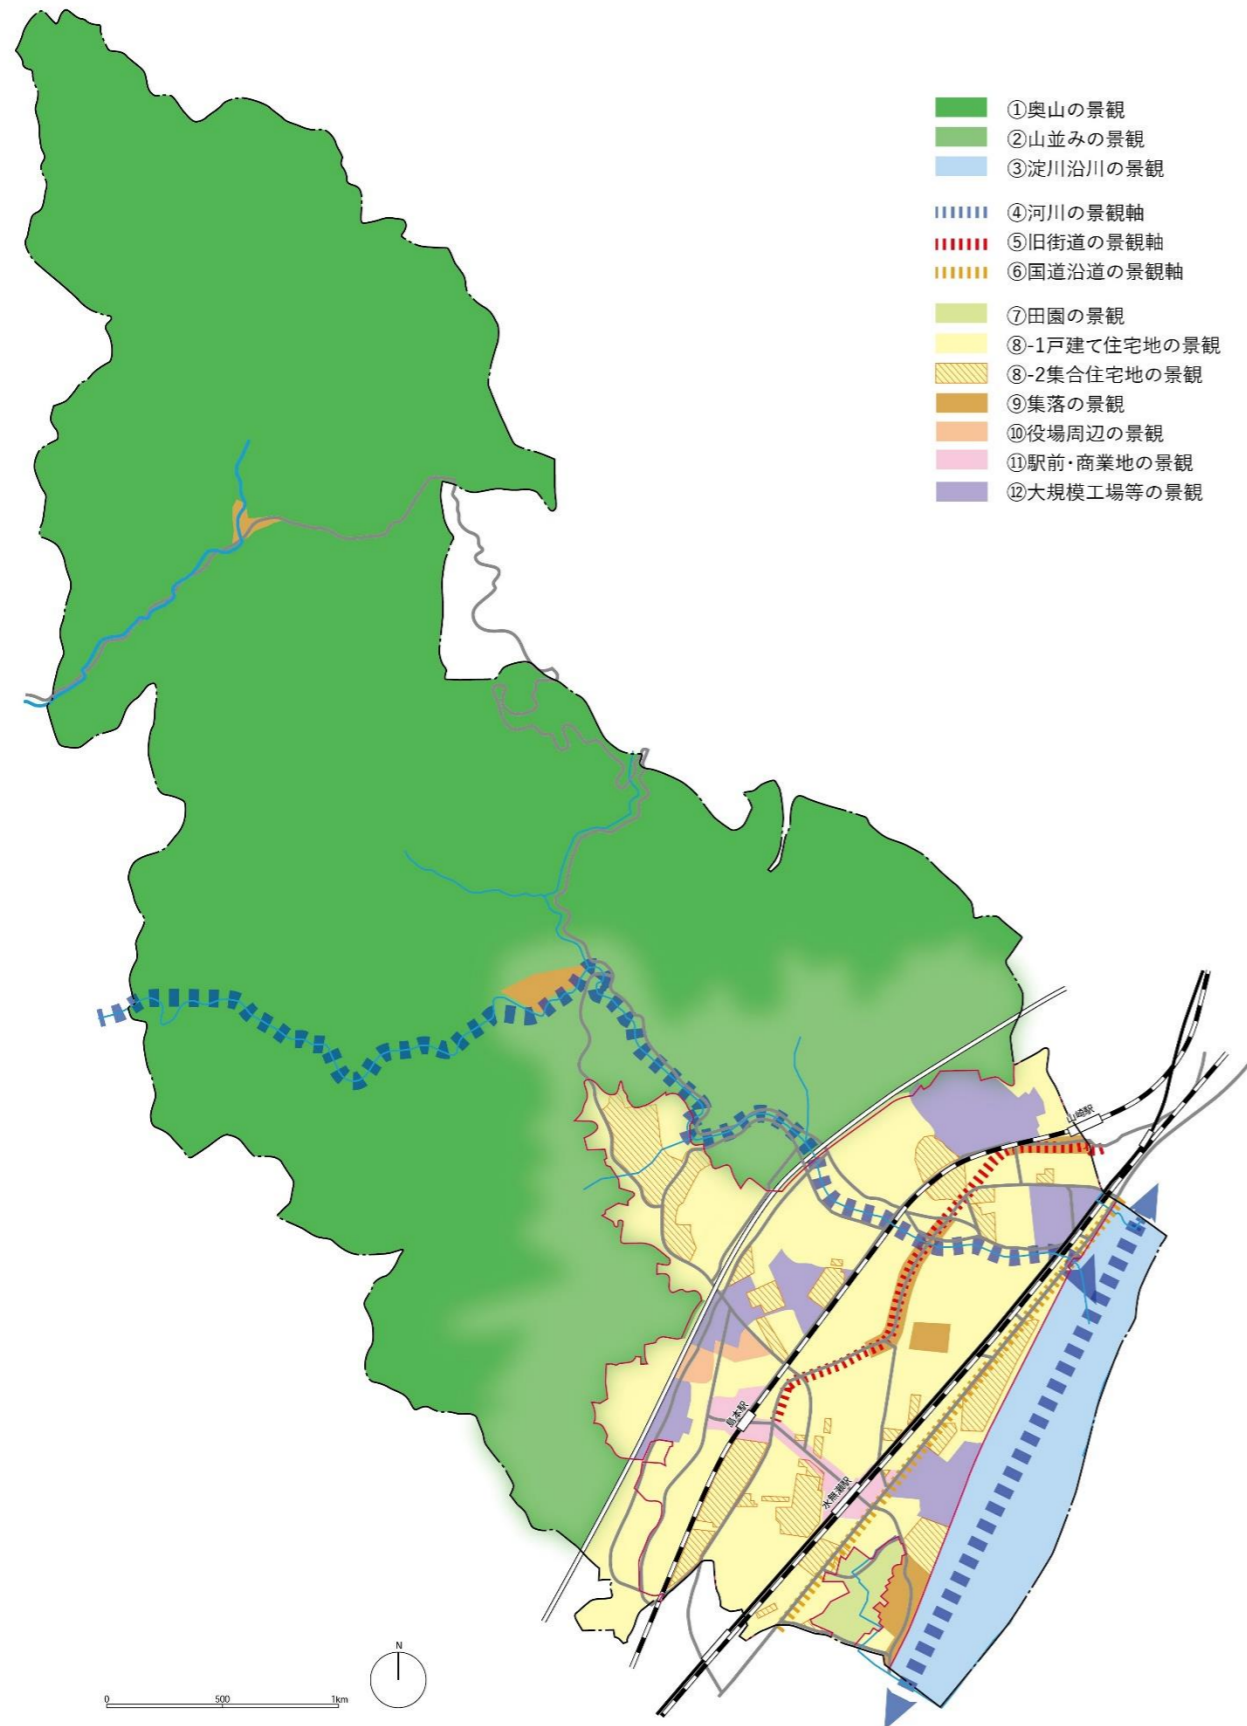 ①奥山の景観
②山並みの景観
③淀川沿川の景観
④河川の景観軸
⑤旧街道の景観軸
⑥国道沿道の景観軸
⑦田園の景観
⑧-1戸建て住宅地の景観
⑧-2集合住宅地の景観
⑨集落の景観
⑩役場周辺の景観
⑪駅前・商業地の景観
⑫大規模工場等の景観
山崎駅
島本駅
水無瀬駅
N
0 500 1km